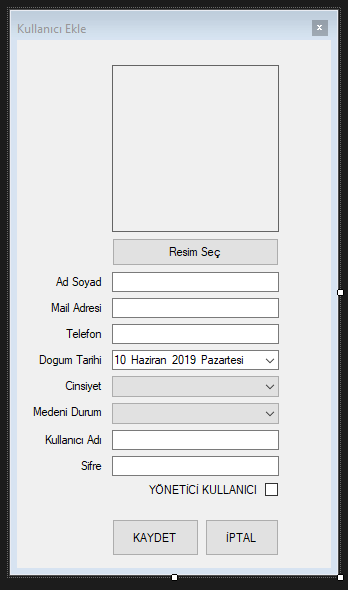 Kullanıcı Ekle
x
Resim Seç
Ad Soyad
Mail Adresi
Telefon
Dogum Tarihi 10 Haziran 2019 Pazartesi
Cinsiyet
Medeni Durum
Kullanıcı Adı
Sifre
YÖNETİCİ KULLANICI
KAYDET İPTAL